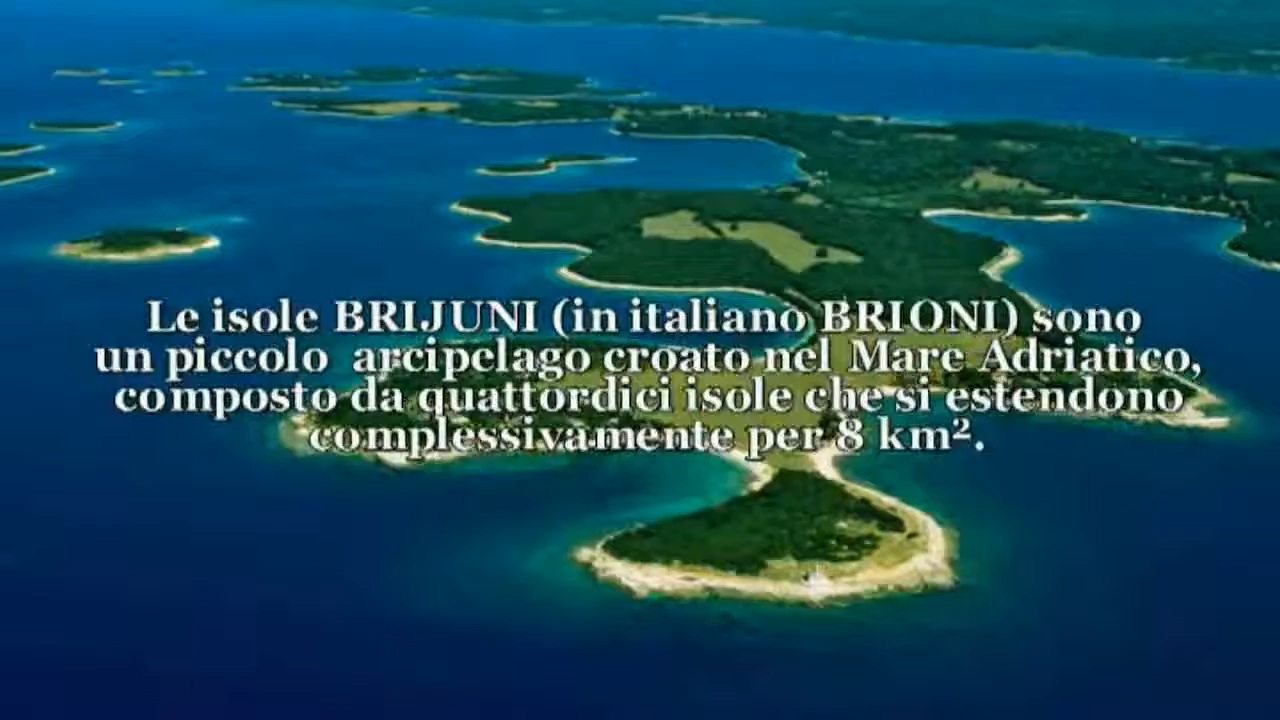 Le isole BRIJUNI (in italiano BRIONI) sono
un piccolo arcipelago croato nel Mare Adriatico,
composto da quattordici isole che si estendono
complessivamente per 8 km².